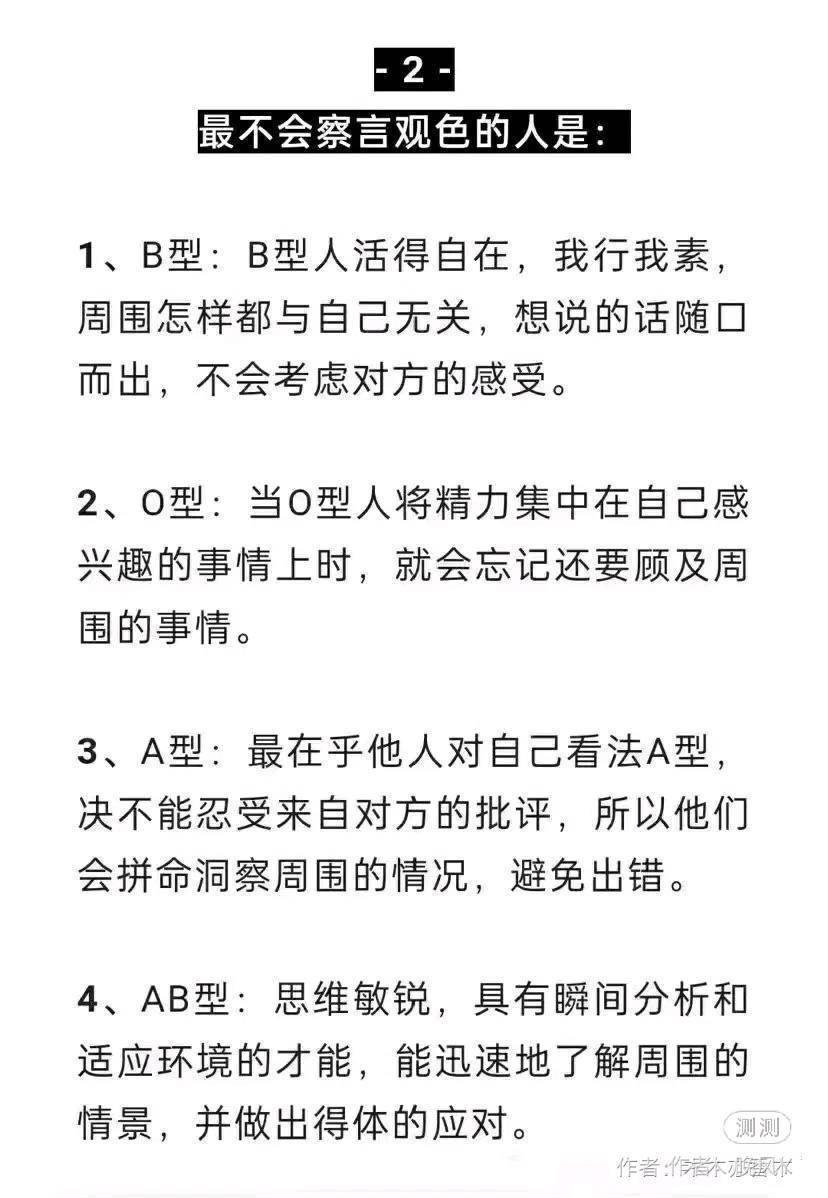 - 2 -
最不会察言观色的人是：
1、B型：B型人活得自在，我行我素，
周围怎样都与自己无关，想说的话随口
而出，不会考虑对方的感受。
2、O型：当O型人将精力集中在自己感
兴趣的事情上时，就会忘记还要顾及周
围的事情。
3、A型：最在乎他人对自己看法A型，
决不能忍受来自对方的批评，所以他们
会拼命洞察周围的情况，避免出错。
4、AB型：思维敏锐，具有瞬间分析和
适应环境的才能，能迅速地了解周围的
情景，并做出得体的应对。
测测
作者：